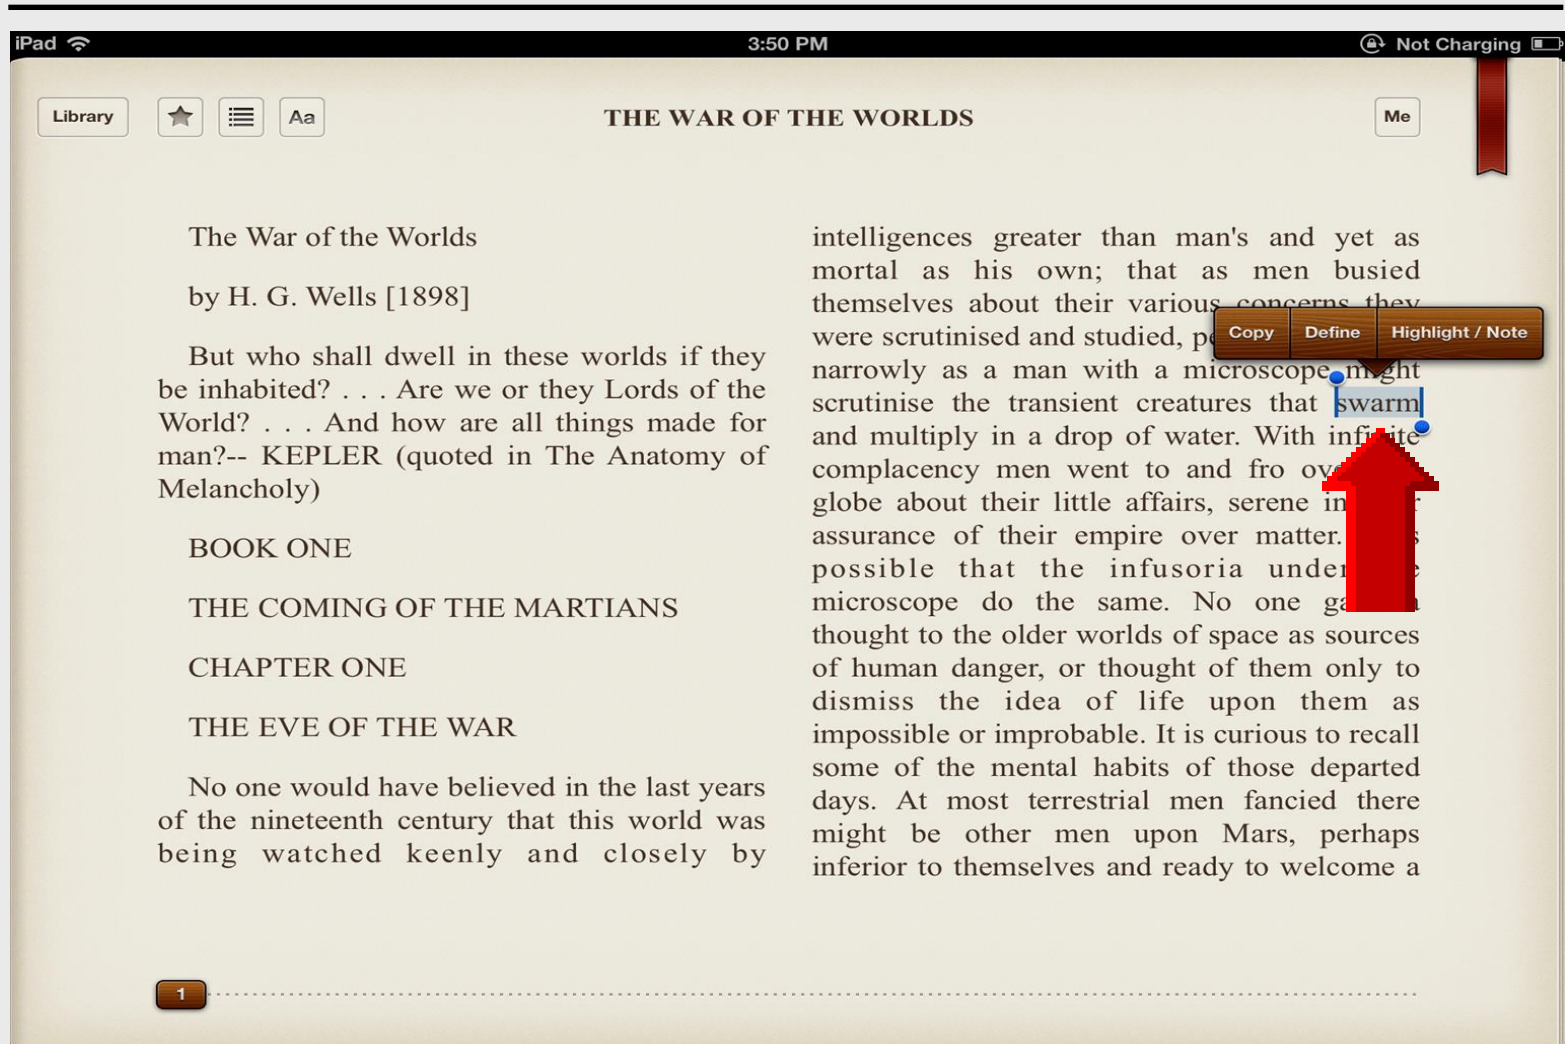 iPad
3:50 PM
Not Charging
Library
Aa
THE WAR OF THE WORLDS
Me
The War of the Worlds
by H. G. Wells [1898]
But who shall dwell in these worlds if they
be inhabited? . . . Are we or they Lords of the
World? . . . And how are all things made for
man?-- KEPLER (quoted in The Anatomy of
Melancholy)
BOOK ONE
THE COMING OF THE MARTIANS
CHAPTER ONE
THE EVE OF THE WAR
No one would have believed in the last years
of the nineteenth century that this world was
being watched keenly and closely by
intelligences greater than man's and yet as
mortal as his own; that as men busied
themselves about their various concerns they
Copy
Define
Highlight / Note
were scrutinised and studied,
narrowly as a man with a microscope might
scrutinise the transient creatures that swarm
and multiply in a drop of water. With infinite
complacency men went to and fro
globe about their little affairs, serene in
assurance of their empire over matter.
possible that the infusoria under
microscope do the same. No one
thought to the older worlds of space as sources
of human danger, or thought of them only to
dismiss the idea of life upon them as
impossible or improbable. It is curious to recall
some of the mental habits of those departed
days. At most terrestrial men fancied there
might be other men upon Mars, perhaps
inferior to themselves and ready to welcome a
1